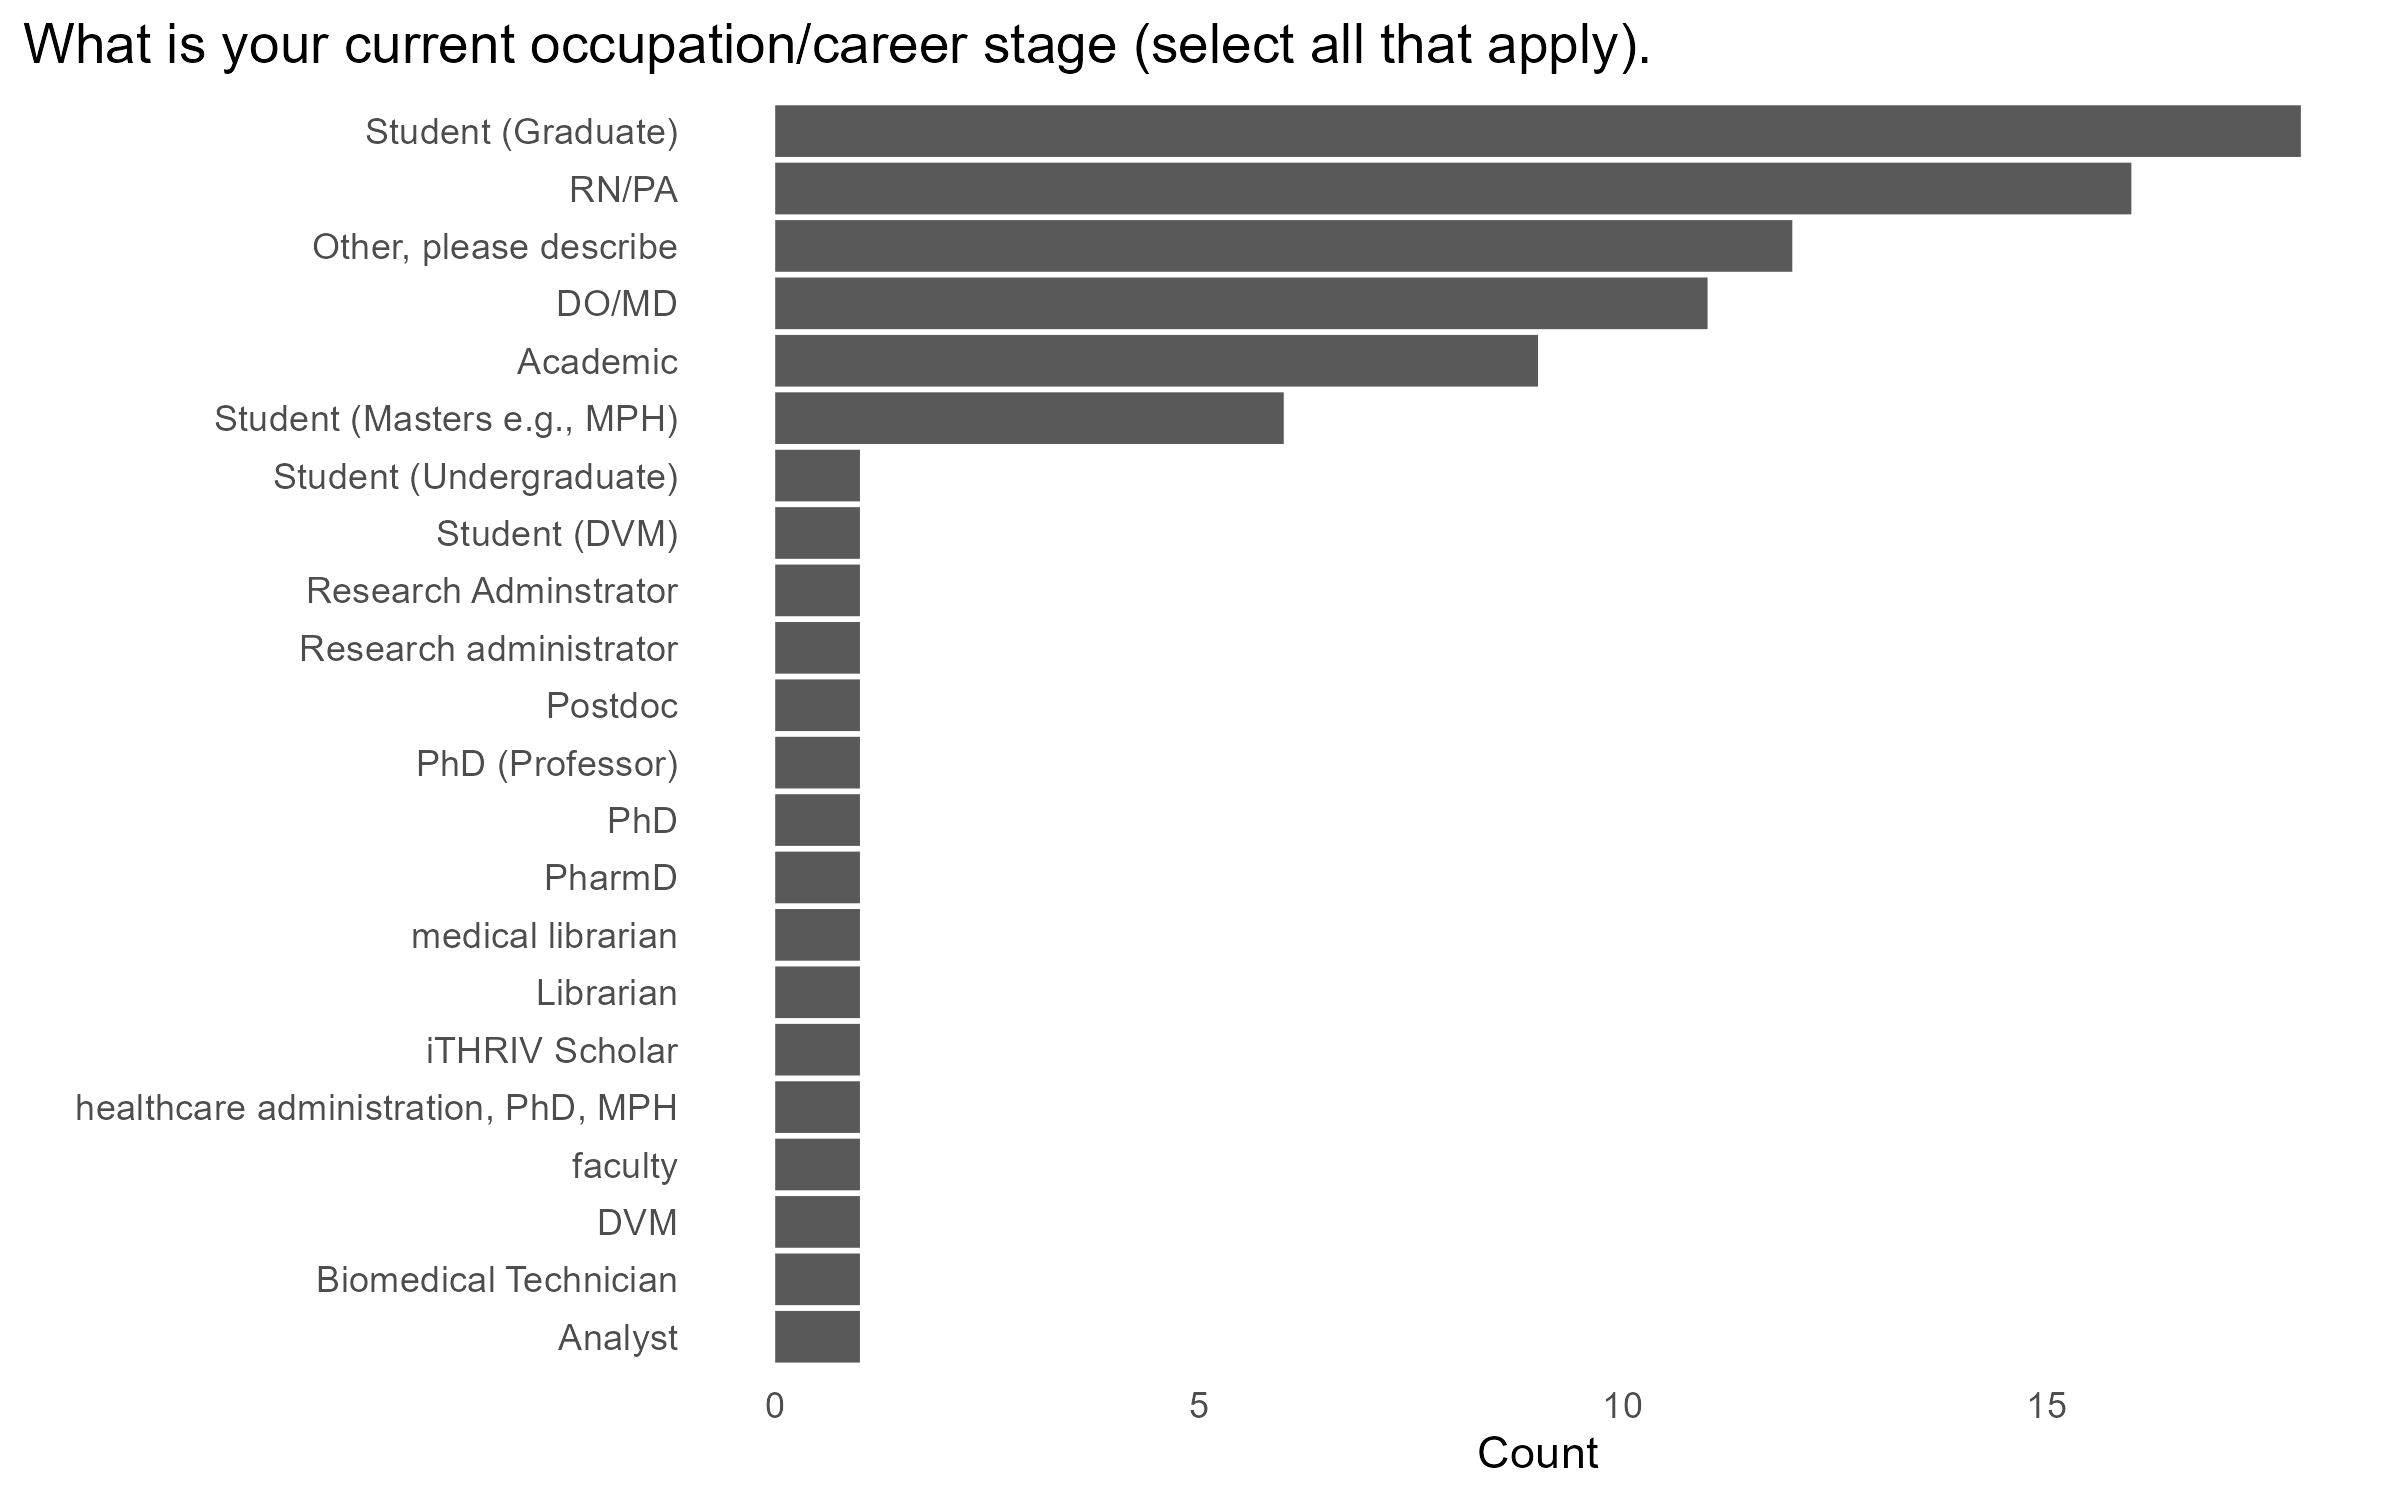 What is your current occupation/career stage (select all that apply).
Student (Graduate)
RN/PA
Other, please describe
DO/MD
Academic
Student (Masters e.g., MPH)
Student (Undergraduate)
Student (DVM)
Research Adminstrator
Research administrator
Postdoc
PhD (Professor)
PhD
PharmD
medical librarian
Librarian
iTHRIV Scholar
healthcare administration, PhD, MPH
faculty
DVM
Biomedical Technician
Analyst
0 5 10 15
Count